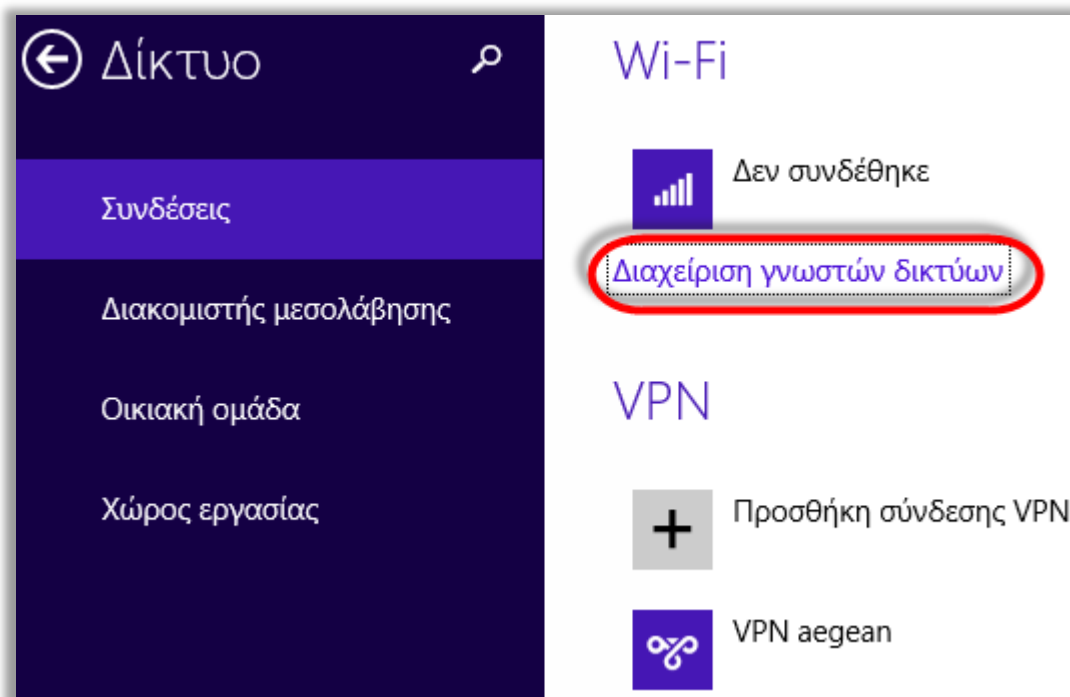 Δίκτυο
Συνδέσεις
Διακομιστής μεσολάβησης
Οικιακή ομάδα
Χώρος εργασίας
Wi-Fi
Δεν συνδέθηκε
Διαχείριση γνωστών δικτύων
VPN
Προσθήκη σύνδεσης VPN
VPN aegean